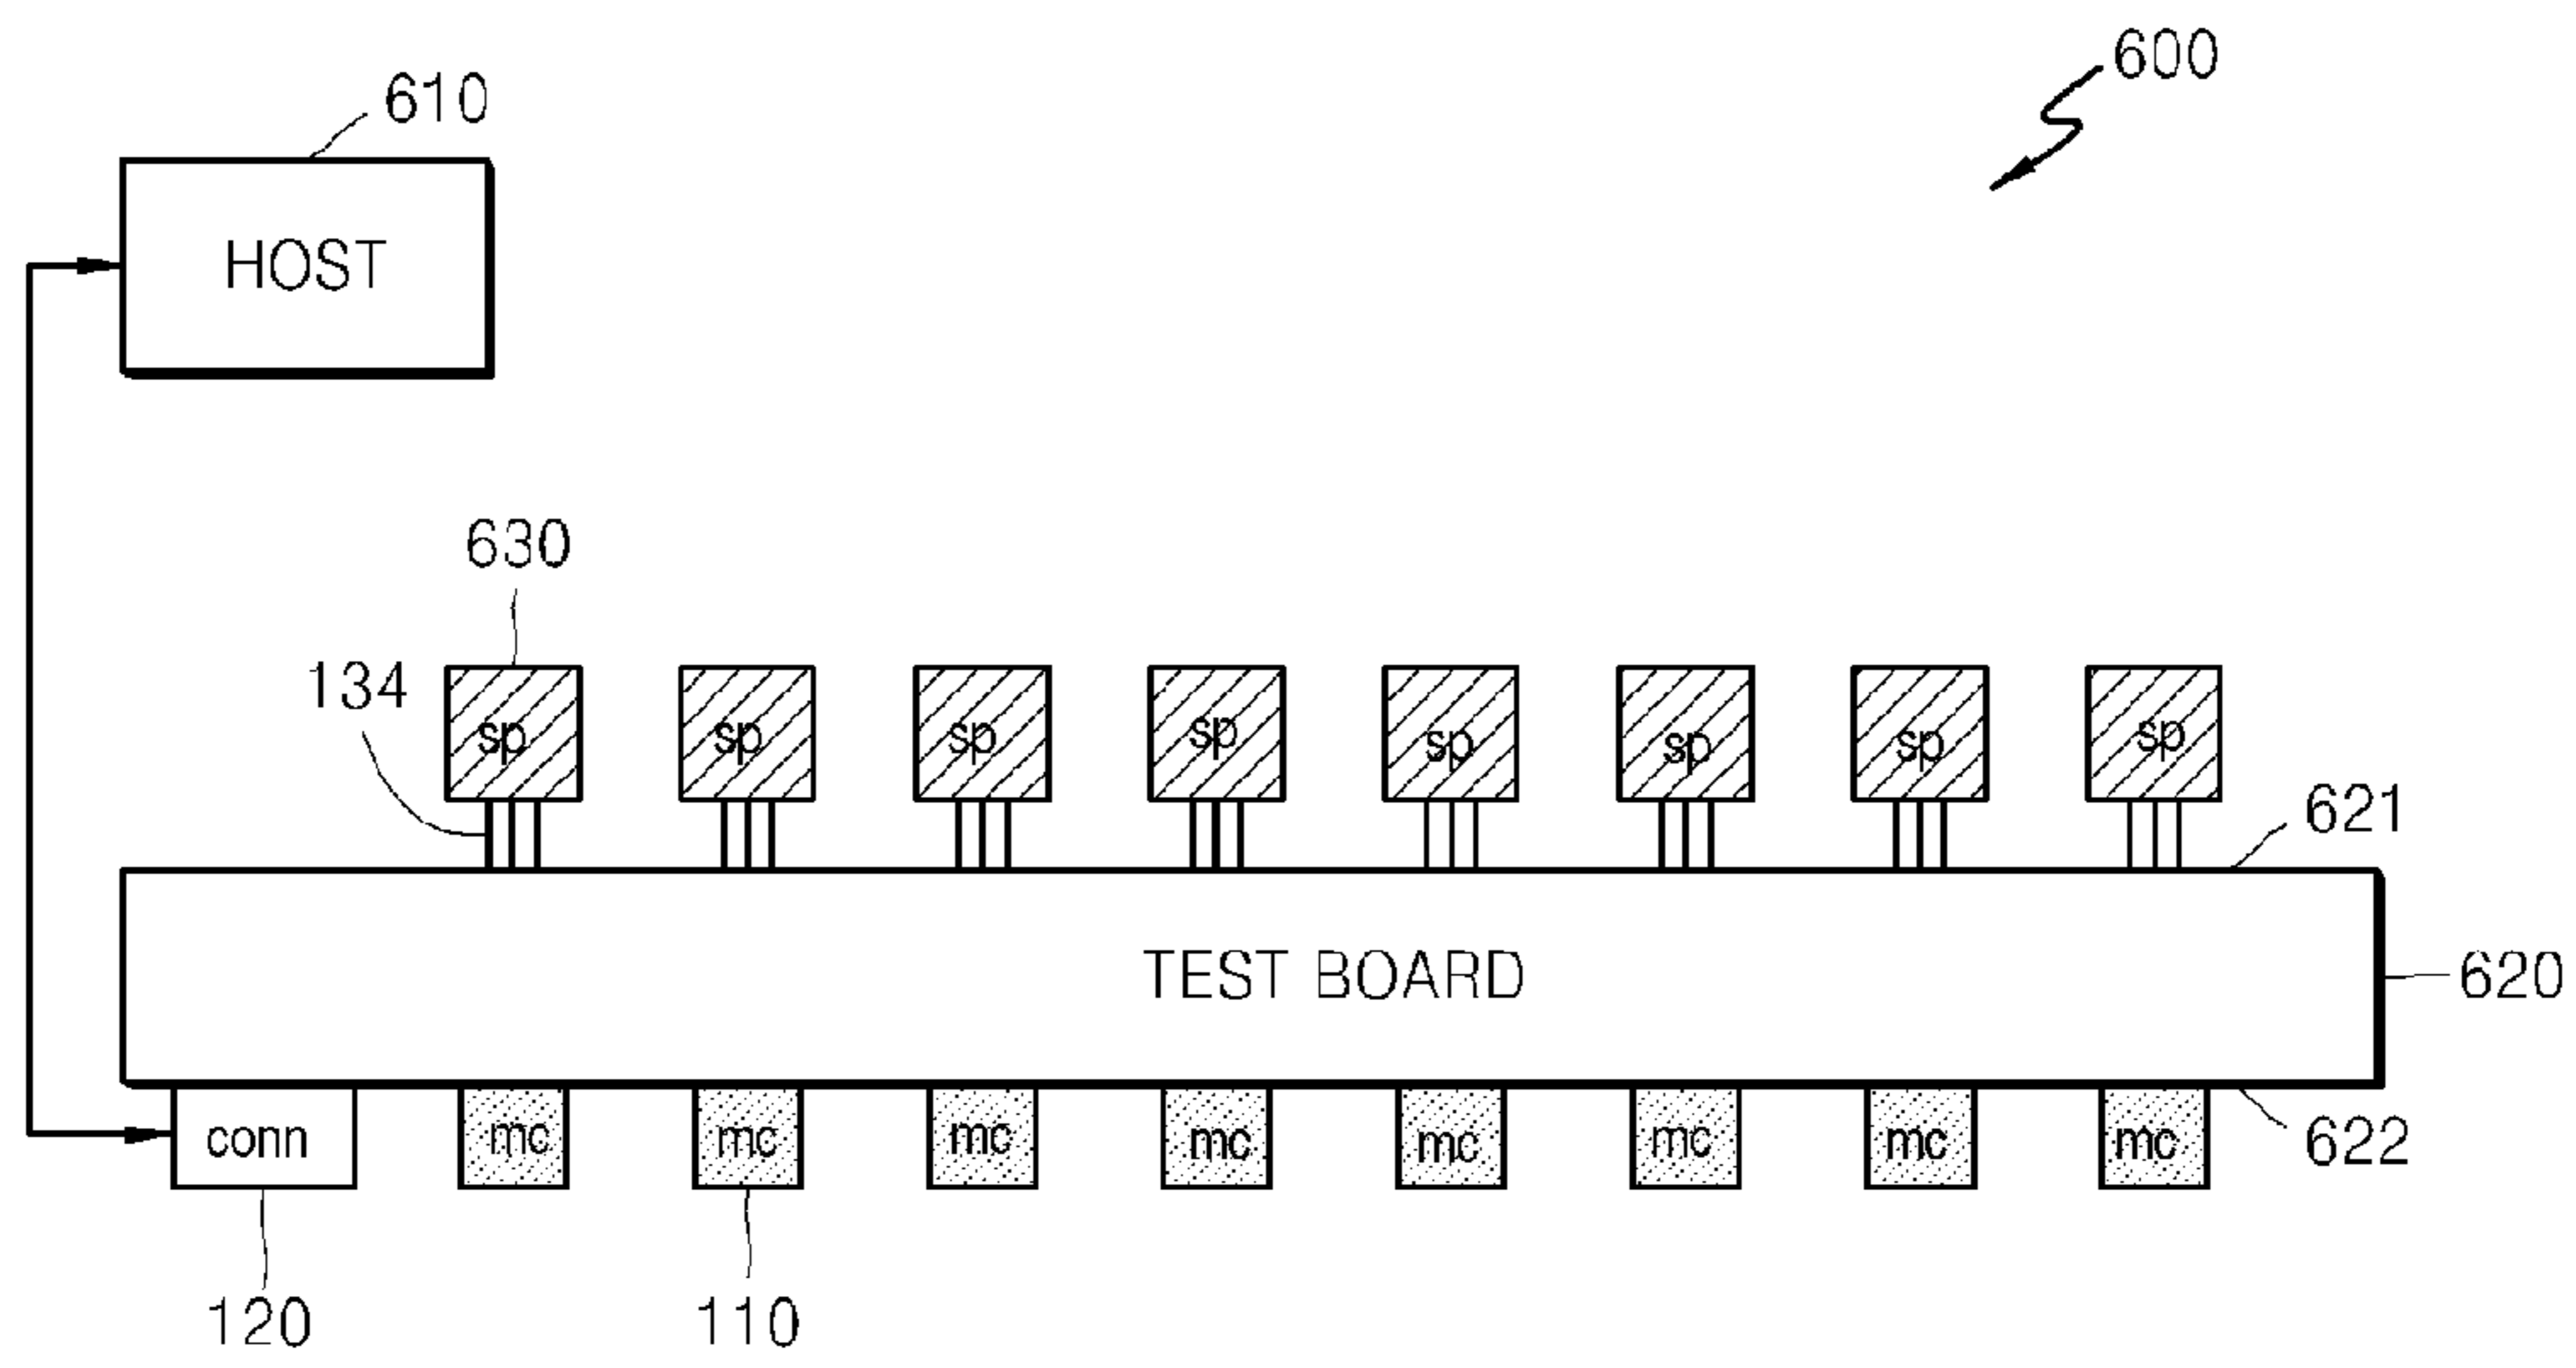 600
610
HOST
630
134
sp sp sp sp sp sp sp sp
621
TEST BOARD
620
conn mc mc mc mc mc mc mc mc
622
120 110